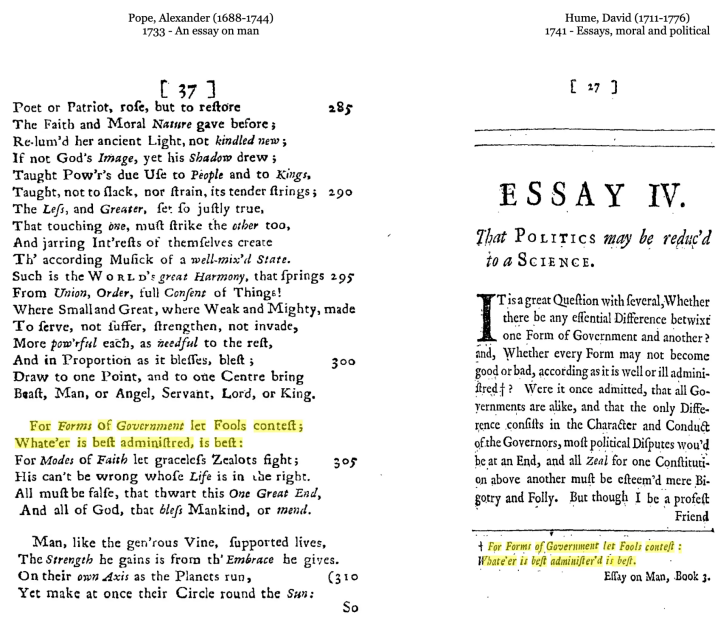 Pope, Alexander (1688-1744)
1733 - An essay on man
[ 37 ]
Poet or Patriot, roſe, but to reſtore 285
The Faith and Moral Nature gave before;
Re-lum'd her ancient Light, not kindled new;
If not God's Image, yet his Shadow drew;
Taught Pow'r's due Uſe to People and to Kings,
Taught, not to ſlack, nor ſtrain, its tender ſtrings; 290
The Leſs, and Greater, ſet ſo juſtly true,
That touching one, muſt ſtrike the other too,
And jarring Int'reſts of themſelves create
Th' according Muſick of a well-mix'd State.
Such is the WORLD's great Harmony, that ſprings 295
From Union, Order, full Conſent of Things!
Where Small and Great, where Weak and Mighty, made
To ſerve, not ſuffer, ſtrengthen, not invade,
More pow'rful each, as needful to the reſt,
And in Proportion as it bleſſes, bleſt; 300
Draw to one Point, and to one Centre bring
Beaſt, Man, or Angel, Servant, Lord, or King.
For Forms of Government let Fools conteſt;
Whate'er is beſt adminiſtred, is beſt:
For Modes of Faith let graceleſs Zealots fight; 305
His can't be wrong whoſe Life is in the right.
All muſt be falſe, that thwart this One Great End,
And all of God, that bleſs Mankind, or mend.
Man, like the gen'rous Vine, ſupported lives,
The Strength he gains is from th' Embrace he gives.
On their own Axis as the Planets run, (310
Yet make at once their Circle round the Sun:
So
Hume, David (1711-1776)
1741 - Essays, moral and political
[ 27 ]
ESSAY IV.
That POLITICS may be reduc'd
to a SCIENCE.
IT is a great Queſtion with ſeveral, Whether
there be any eſſential Difference betwixt
one Form of Government and another?
and, Whether every Form may not become
good or bad, according as it is well or ill admini-
ſtred†? Were it once admitted, that all Go-
vernments are alike, and that the only Diffe-
rence conſiſts in the Character and Conduct
of the Governors, moſt political Diſputes wou'd
be at an End, and all Zeal for one Conſtituti-
on above another muſt be eſteem'd mere Bi-
gotry and Folly. But though I be a profeſt
Friend
† For Forms of Government let Fools conteſt:
Whate'er is beſt adminiſter'd is beſt.
Eſſay on Man, Book 3.